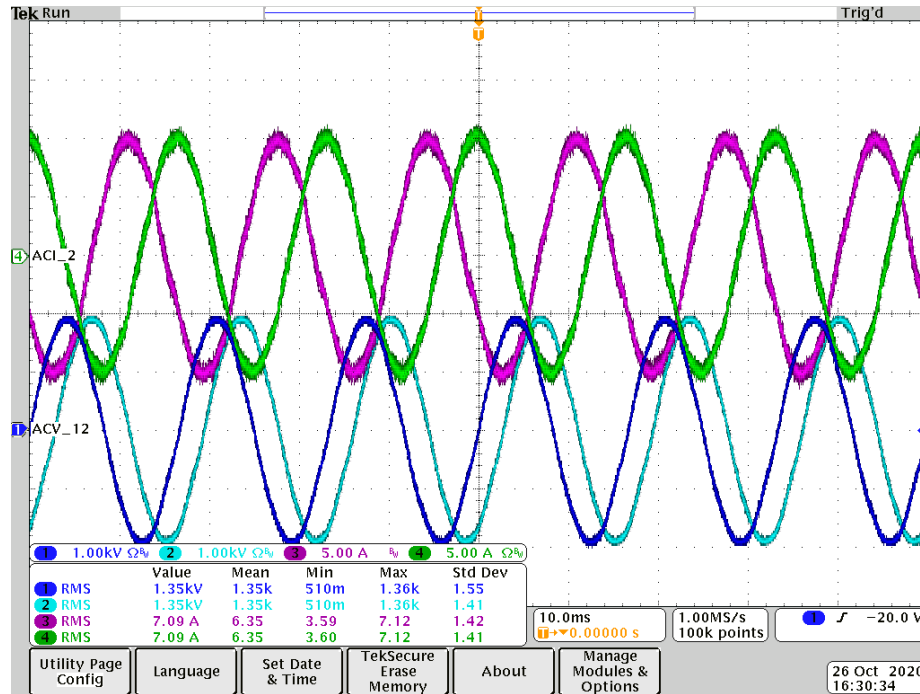 Tek Run Trig'd
T
T
4 ACI_2
1 ACV_12
1 1.00kV ΩBW 2 1.00kV ΩBW 3 5.00 A BW 4 5.00 A ΩBW
Value Mean Min Max Std Dev
1 RMS 1.35kV 1.35k 510m 1.36k 1.55
2 RMS 1.35kV 1.35k 510m 1.36k 1.41
3 RMS 7.09 A 6.35 3.59 7.12 1.42
4 RMS 7.09 A 6.35 3.60 7.12 1.41
10.0ms
T→▼0.00000 s
1.00MS/s
100k points
1 ƒ −20.0 V
Utility Page
Config
Language
Set Date
& Time
TekSecure
Erase
Memory
About
Manage
Modules &
Options
26 Oct 2020
16:30:34